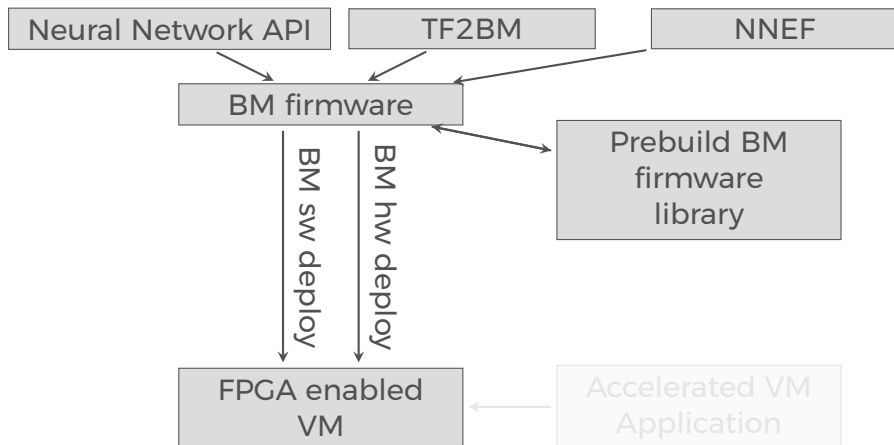 Neural Network API
TF2BM
NNEF
BM firmware
Prebuild BM
firmware
library
BM sw deploy
BM hw deploy
FPGA enabled
VM
Accelerated VM
Application